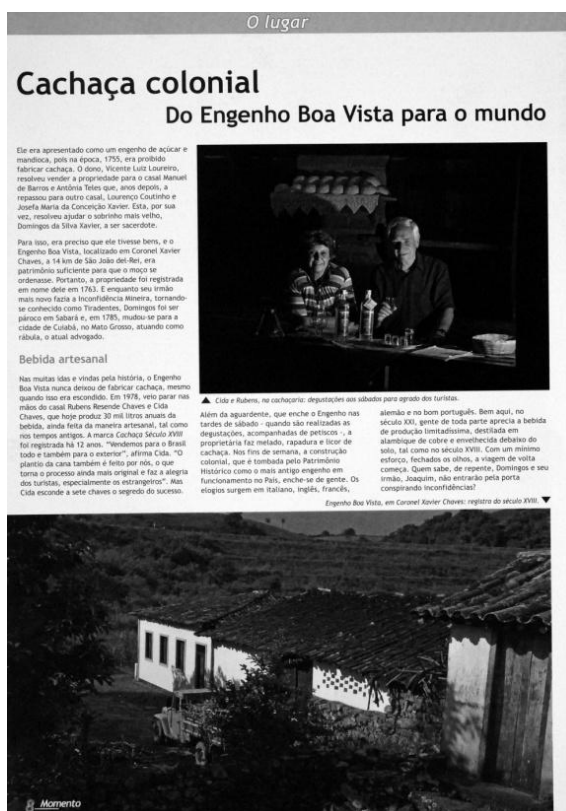 O lugar
Cachaça colonial
Do Engenho Boa Vista para o mundo
Ele era apresentado como um engenho de açúcar e
mandioca, pois na época, 1755, era proibido
fabricar cachaça. O dono, Vicente Luiz Loureiro,
resolveu vender a propriedade para o casal Manuel
de Barros e Antônia Teles que, anos depois, a
repassou para outro casal, Lourenço Coutinho e
Josefa Maria da Conceição Xavier. Esta, por sua
vez, resolveu ajudar o sobrinho mais velho,
Domingos da Silva Xavier, a ser sacerdote.
Para isso, era preciso que ele tivesse bens, e o
Engenho Boa Vista, localizado em Coronel Xavier
Chaves, a 14 km de São João del-Rei, era
patrimônio suficiente para que o moço se
ordenasse. Portanto, a propriedade foi registrada
em nome dele em 1763. E enquanto seu irmão
mais novo fazia a Inconfidência Mineira, tornando-
se conhecido como Tiradentes, Domingos foi ser
pároco em Sabará e, em 1785, mudou-se para a
cidade de Cuiabá, no Mato Grosso, atuando como
rábula, o atual advogado.
Bebida artesanal
Nas muitas idas e vindas pela história, o Engenho
Boa Vista nunca deixou de fabricar cachaça, mesmo
quando isso era escondido. Em 1978, veio parar nas
mãos do casal Rubens Resende Chaves e Cida
Chaves, que hoje produz 30 mil litros anuais da
bebida, ainda feita da maneira artesanal, tal como
nos tempos antigos. A marca Cachaça Século XVIII
foi registrada há 12 anos. "Vendemos para o Brasil
todo e também para o exterior", afirma Cida. "O
plantio da cana também é feito por nós, o que
torna o processo ainda mais original e faz a alegria
dos turistas, especialmente os estrangeiros". Mas
Cida esconde a sete chaves o segredo do sucesso.
▲ Cida e Rubens, na cachaçaria: degustações aos sábados para agrado dos turistas.
Além da aguardente, que enche o Engenho nas
tardes de sábado - quando são realizadas as
degustações, acompanhadas de petiscos -, a
proprietária faz melado, rapadura e licor de
cachaça. Nos fins de semana, a construção
colonial, que é tombada pelo Patrimônio
Histórico como o mais antigo engenho em
funcionamento no País, enche-se de gente. Os
elogios surgem em italiano, inglês, francês,
alemão e no bom português. Bem aqui, no
século XXI, gente de toda parte aprecia a bebida
de produção limitadíssima, destilada em
alambique de cobre e envelhecida debaixo do
solo, tal como no século XVIII. Com um mínimo
esforço, fechados os olhos, a viagem de volta
começa. Quem sabe, de repente, Domingos e seu
irmão, Joaquim, não entrarão pela porta
conspirando inconfidências?
Engenho Boa Vista, em Coronel Xavier Chaves: registro do século XVIII. ▼
8 Momento